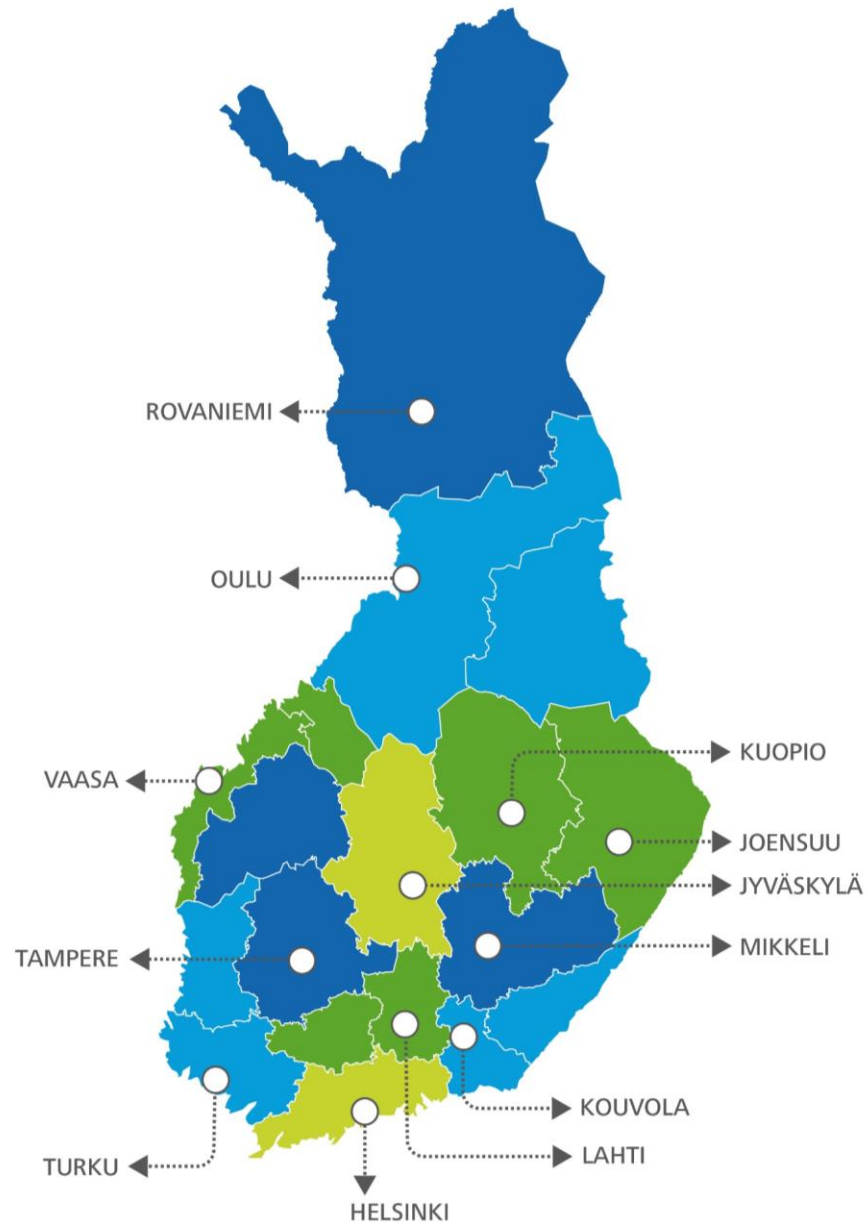 ROVANIEMI
OULU
KUOPIO
VAASA
JOENSUU
JYVÄSKYLÄ
MIKKELI
TAMPERE
KOUVOLA
LAHTI
TURKU
HELSINKI